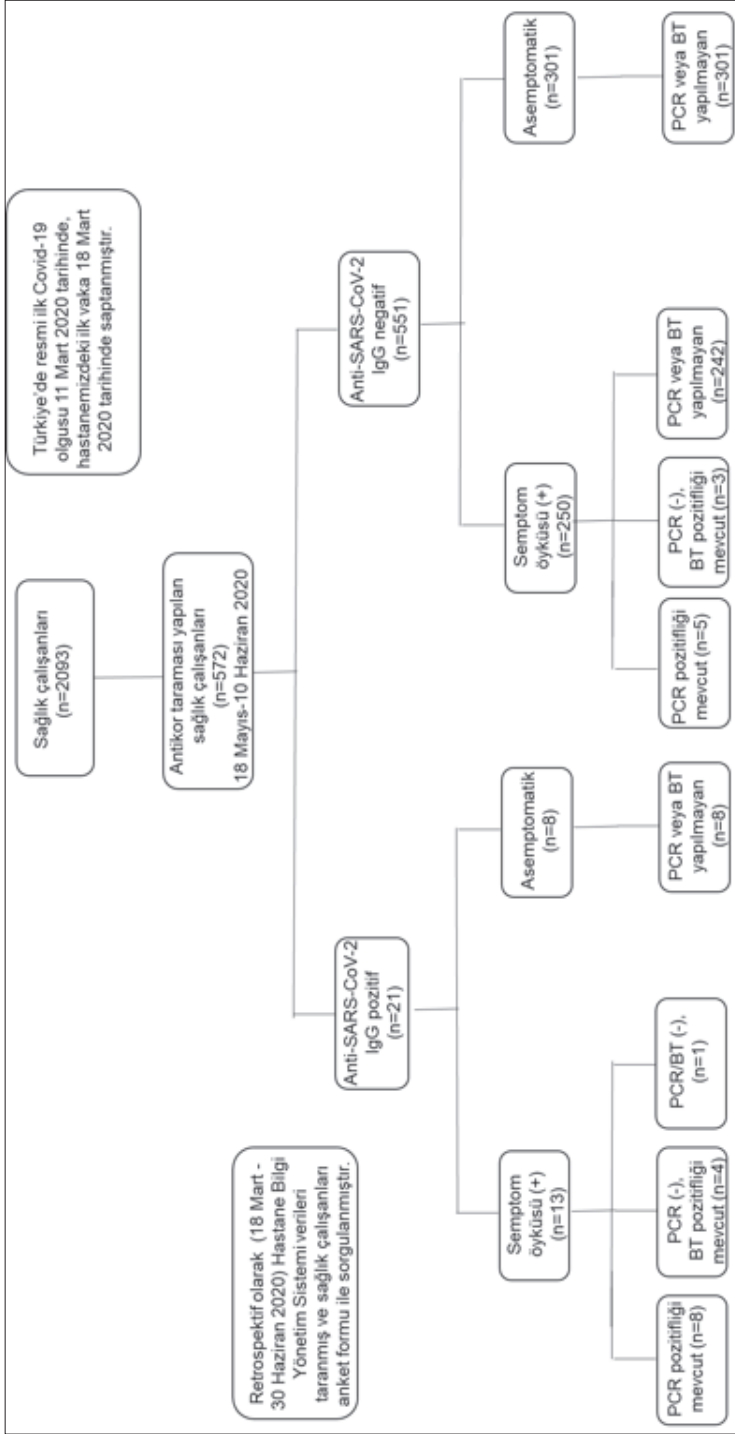 Sağlık çalışanları
(n=2093)
Türkiye'de resmi ilk Covid-19
olgusu 11 Mart 2020 tarihinde,
hastanemizdeki ilk vaka 18 Mart
2020 tarihinde saptanmıştır.
Antikor taraması yapılan
sağlık çalışanları
(n=572)
18 Mayıs-10 Haziran 2020
Retrospektif olarak (18 Mart -
30 Haziran 2020) Hastane Bilgi
Yönetim Sistemi verileri
taranmış ve sağlık çalışanları
anket formu ile sorgulanmıştır.
Anti-SARS-CoV-2
IgG pozitif
(n=21)
Anti-SARS-CoV-2
IgG negatif
(n=551)
Semptom
öyküsü (+)
(n=13)
Asemptomatik
(n=8)
Semptom
öyküsü (+)
(n=250)
Asemptomatik
(n=301)
PCR pozitifliği
mevcut (n=8)
PCR (-),
BT pozitifliği
mevcut (n=4)
PCR/BT (-),
(n=1)
PCR veya BT
yapılmayan
(n=8)
PCR pozitifliği
mevcut (n=5)
PCR (-),
BT pozitifliği
mevcut (n=3)
PCR veya BT
yapılmayan
(n=242)
PCR veya BT
yapılmayan
(n=301)